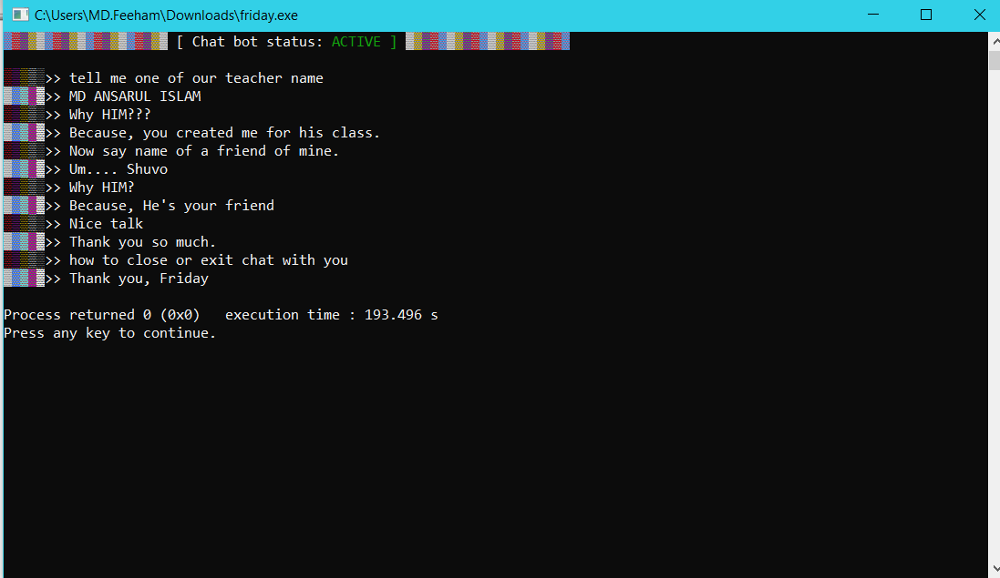 C:\Users\MD.Feeham\Downloads\friday.exe
[ Chat bot status: ACTIVE ]
>> tell me one of our teacher name
>> MD ANSARUL ISLAM
>> Why HIM???
>> Because, you created me for his class.
>> Now say name of a friend of mine.
>> Um.... Shuvo
>> Why HIM?
>> Because, He's your friend
>> Nice talk
>> Thank you so much.
>> how to close or exit chat with you
>> Thank you, Friday
Process returned 0 (0x0)   execution time : 193.496 s
Press any key to continue.